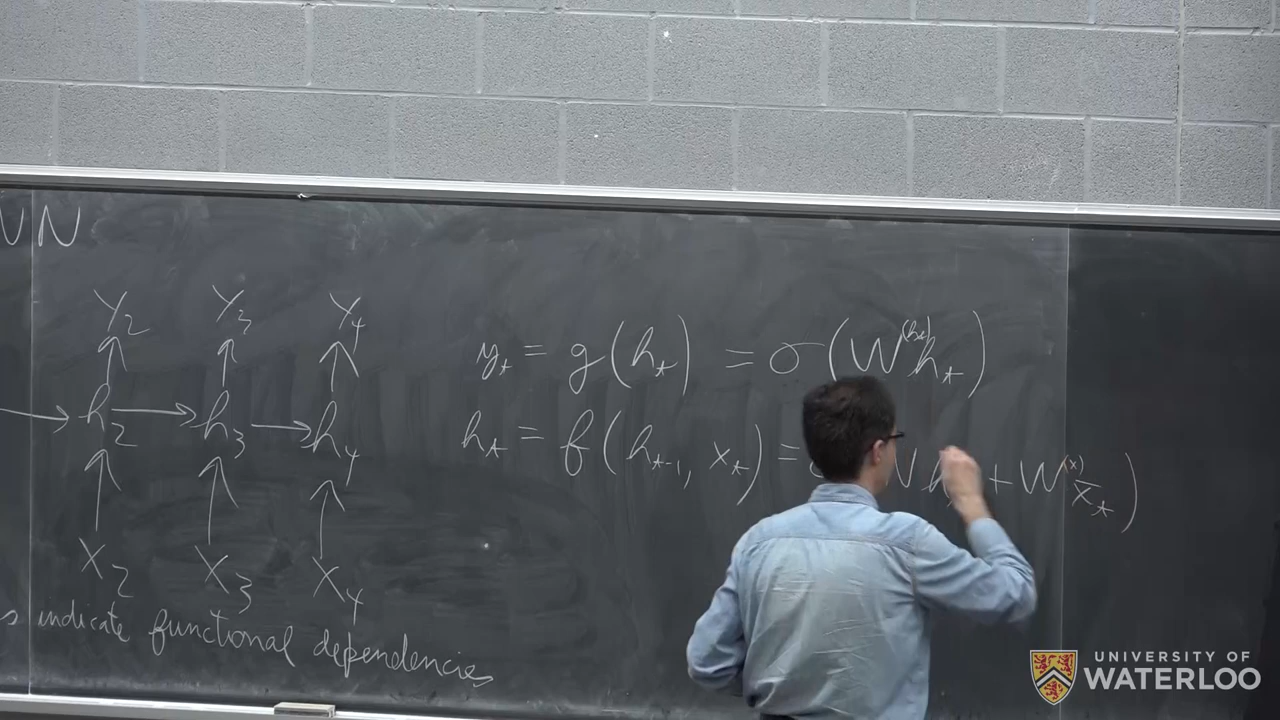 NN
Y2 Y3 Y4
h2 h3 h4
X2 X3 X4
s indicate functional dependencies
y_t = g(h_t) = σ(W^(hx) h_t)
h_t = f(h_t-1, x_t) = + W^(x) x_t)
UNIVERSITY OF
WATERLOO